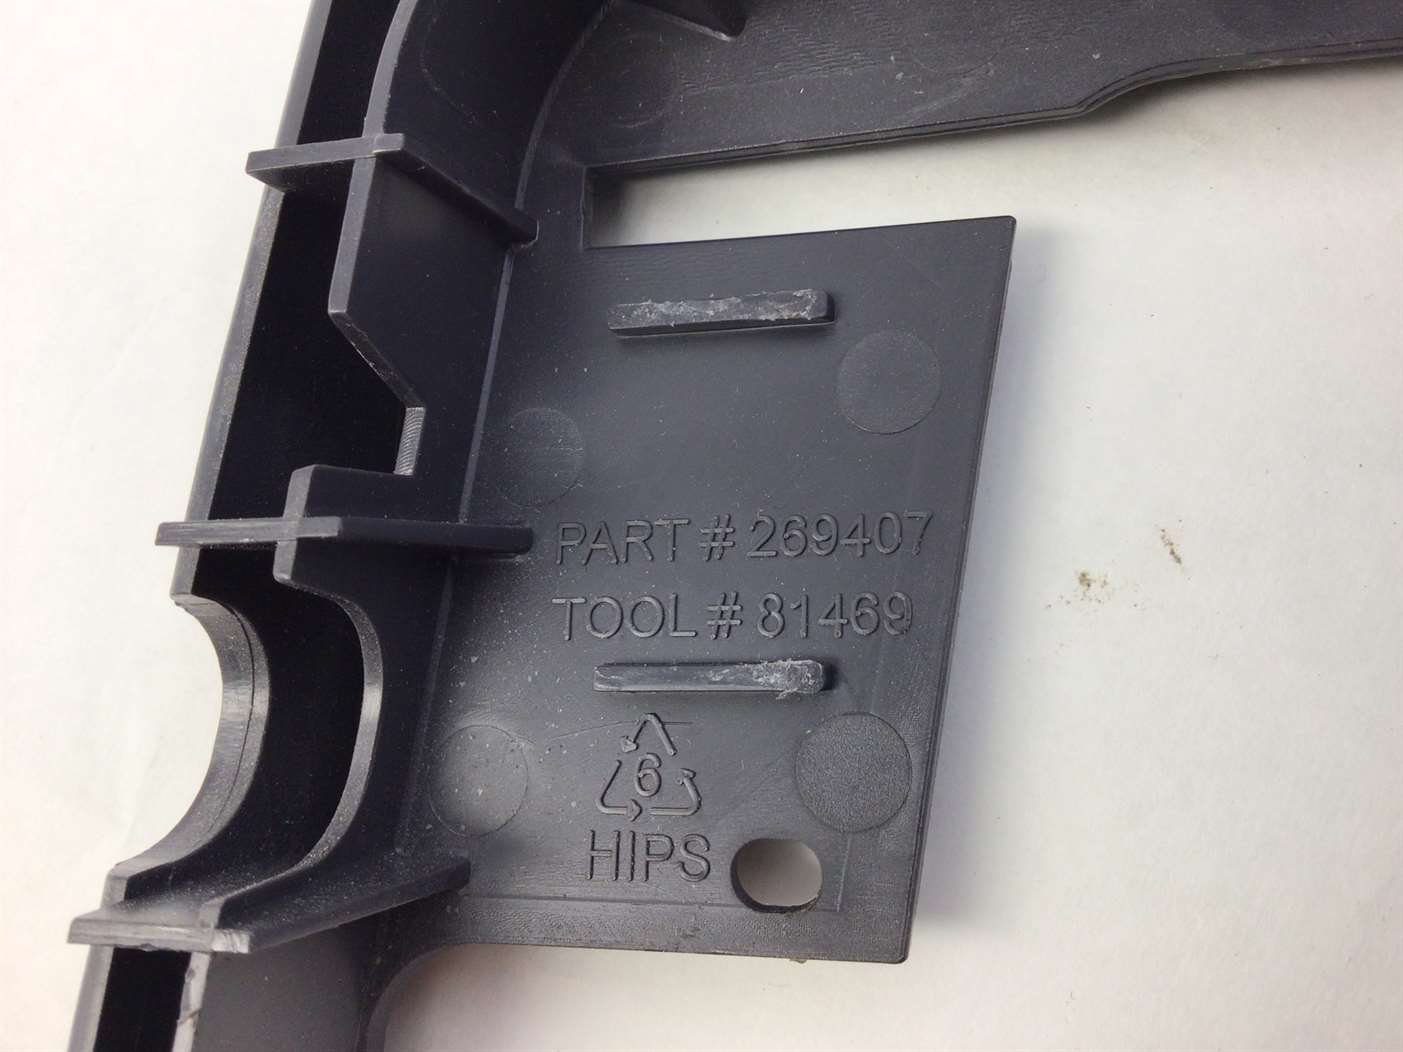 PART # 269407
TOOL # 81469
6
HIPS